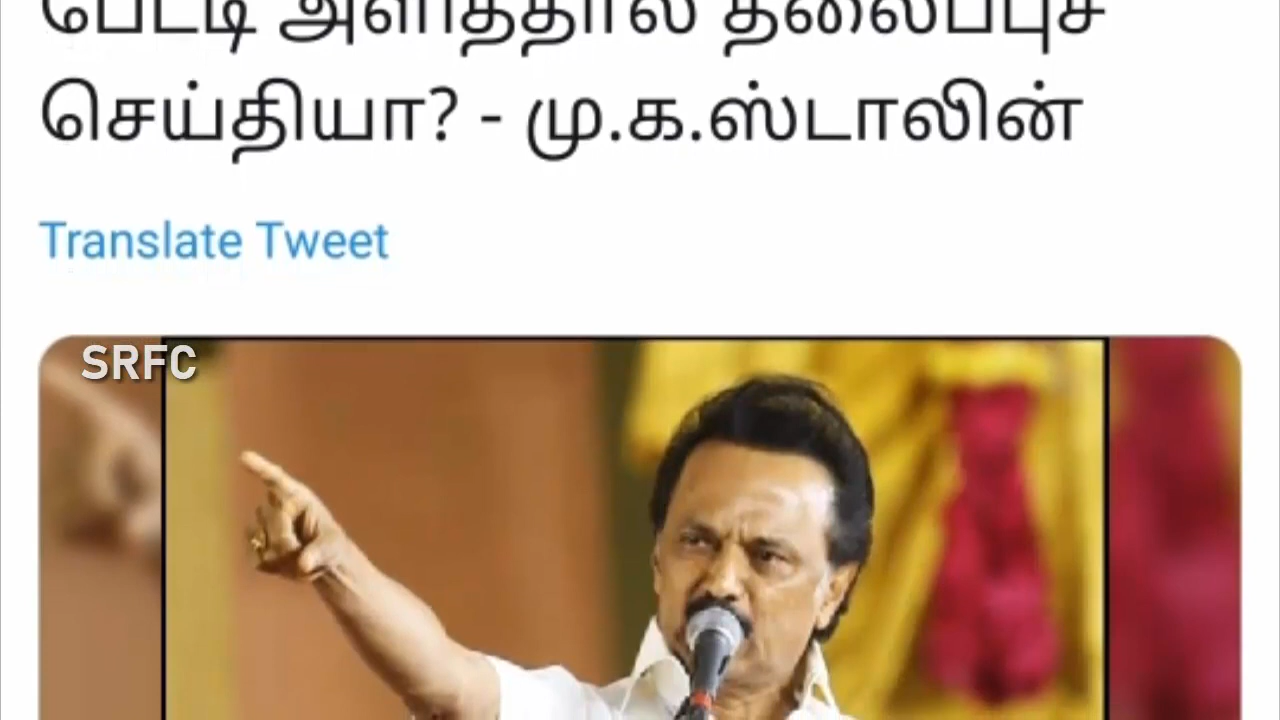 பேட்டி அளித்தால் தலைப்புச்
செய்தியா? - மு.க.ஸ்டாலின்
Translate Tweet
SRFC